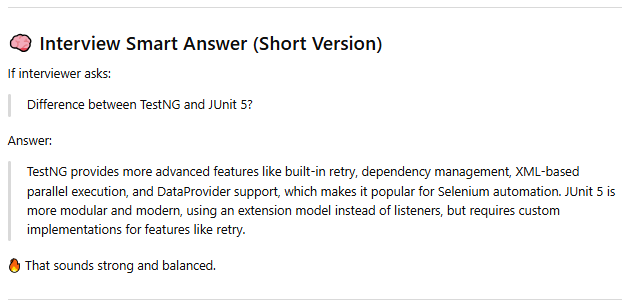 🧠 Interview Smart Answer (Short Version)
If interviewer asks:
Difference between TestNG and JUnit 5?
Answer:
TestNG provides more advanced features like built-in retry, dependency management, XML-based
parallel execution, and DataProvider support, which makes it popular for Selenium automation. JUnit 5 is
more modular and modern, using an extension model instead of listeners, but requires custom
implementations for features like retry.
🔥 That sounds strong and balanced.